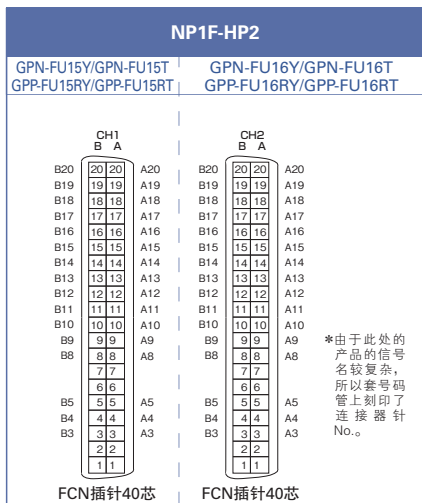 NP1F-HP2
GPN-FU15Y/GPN-FU15T GPN-FU16Y/GPN-FU16T
GPP-FU15RY/GPP-FU15RT GPP-FU16RY/GPP-FU16RT
CH1 CH2
B A B A
B20 20 20 A20 B20 20 20 A20
B19 19 19 A19 B19 19 19 A19
B18 18 18 A18 B18 18 18 A18
B17 17 17 A17 B17 17 17 A17
B16 16 16 A16 B16 16 16 A16
B15 15 15 A15 B15 15 15 A15
B14 14 14 A14 B14 14 14 A14
B13 13 13 A13 B13 13 13 A13
B12 12 12 A12 B12 12 12 A12
B11 11 11 A11 B11 11 11 A11
B10 10 10 A10 B10 10 10 A10
B9 9 9 A9 B9 9 9 A9
B8 8 8 A8 B8 8 8 A8
7 7 7 7
6 6 6 6
B5 5 5 A5 B5 5 5 A5
B4 4 4 A4 B4 4 4 A4
B3 3 3 A3 B3 3 3 A3
2 2 2 2
1 1 1 1
FCN插针40芯 FCN插针40芯
*由于此处的
产品的信号
名较复杂，
所以套号码
管上刻印了
连接器针
No.。